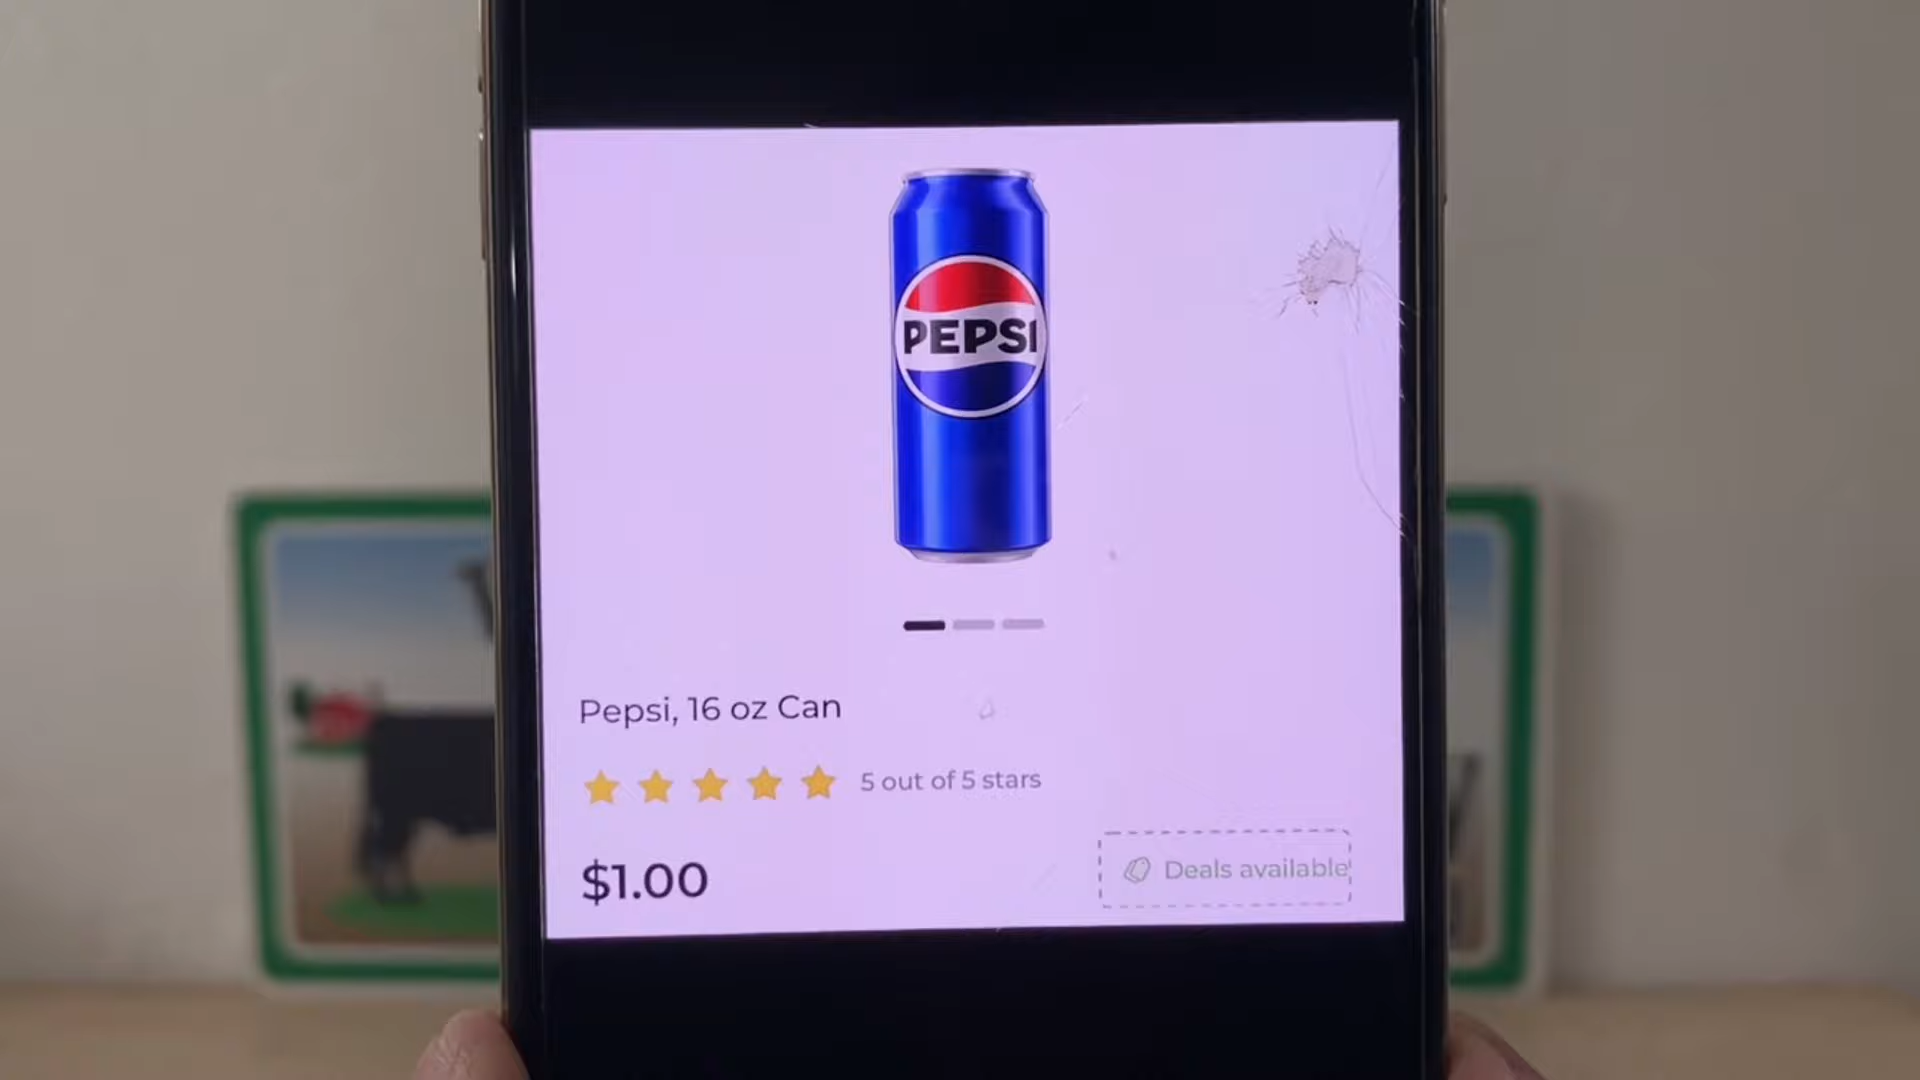 PEPSI
Pepsi, 16 oz Can
5 out of 5 stars
$1.00
Deals available